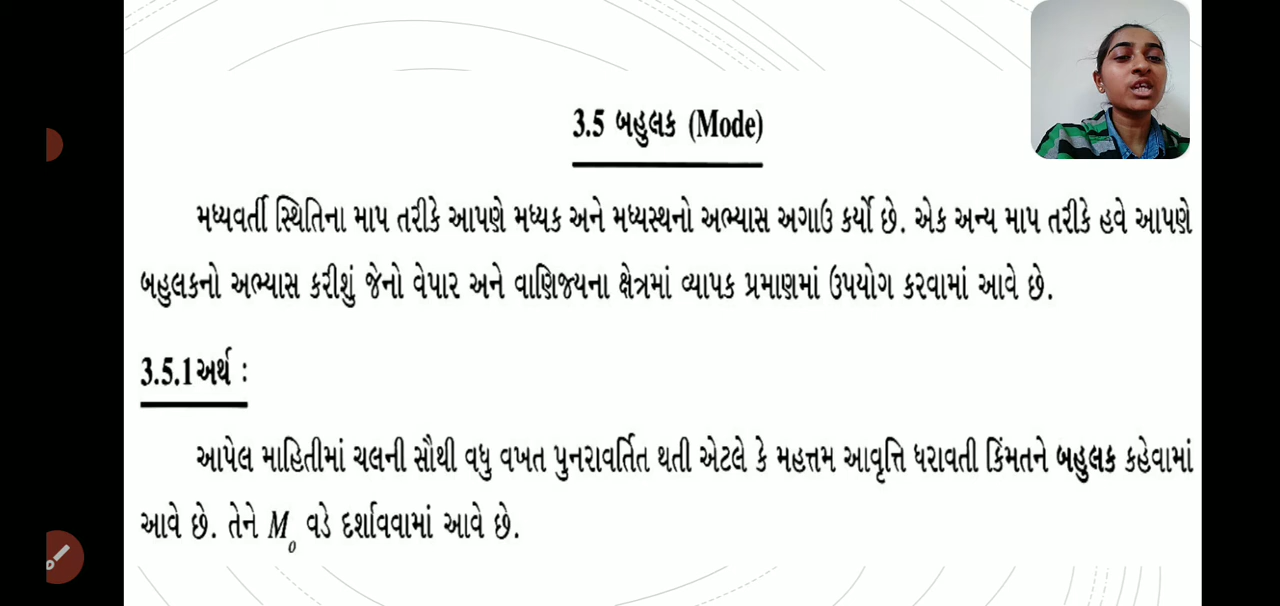 3.5 બહુલક (Mode)
મધ્યવર્તી સ્થિતિના માપ તરીકે આપણે મધ્યક અને મધ્યસ્થનો અભ્યાસ અગાઉ કર્યો છે. એક અન્ય માપ તરીકે હવે આપણે
બહુલકનો અભ્યાસ કરીશું જેનો વેપાર અને વાણિજ્યના ક્ષેત્રમાં વ્યાપક પ્રમાણમાં ઉપયોગ કરવામાં આવે છે.
3.5.1અર્થ :
આપેલ માહિતીમાં ચલની સૌથી વધુ વખત પુનરાવર્તિત થતી એટલે કે મહત્તમ આવૃત્તિ ધરાવતી કિંમતને બહુલક કહેવામાં
આવે છે. તેને Mo વડે દર્શાવવામાં આવે છે.